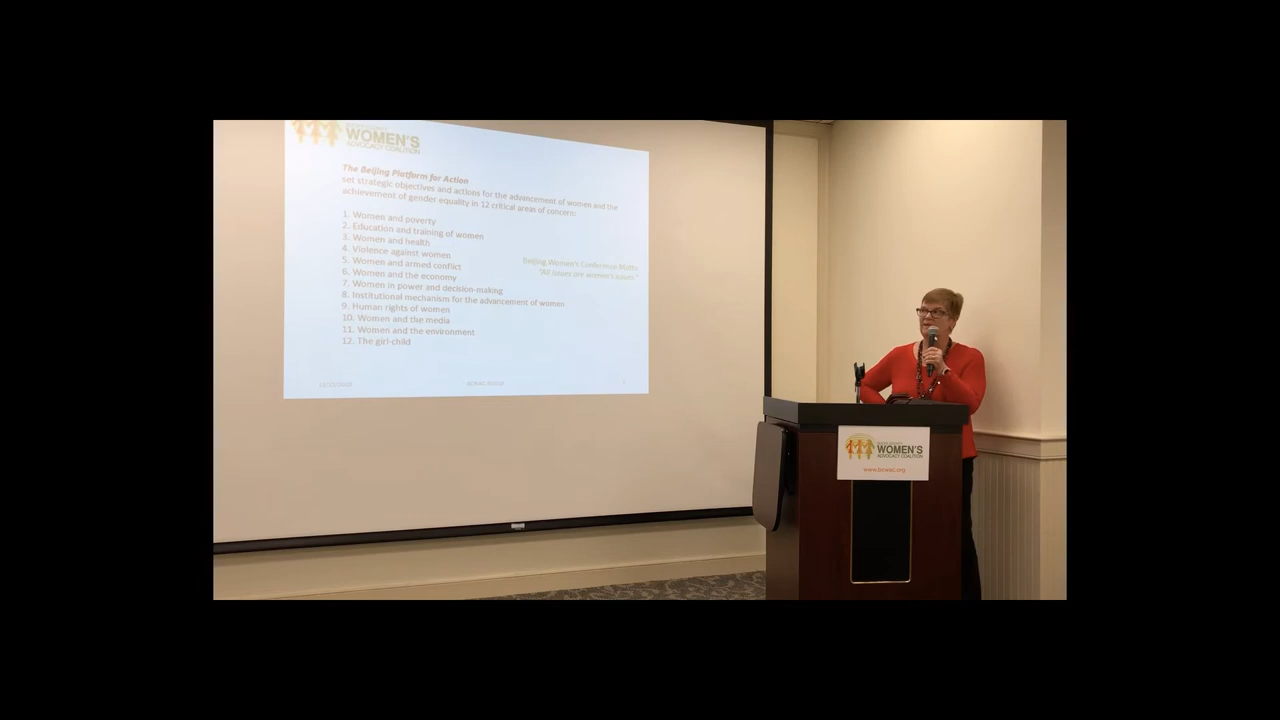 WOMEN'S
ADVOCACY COALITION
The Beijing Platform for Action
set strategic objectives and actions for the advancement of women and the
achievement of gender equality in 12 critical areas of concern:
1. Women and poverty
2. Education and training of women
3. Women and health
4. Violence against women
5. Women and armed conflict
6. Women and the economy
7. Women in power and decision-making
8. Institutional mechanism for the advancement of women
9. Human rights of women
10. Women and the media
11. Women and the environment
12. The girl-child
Beijing Women's Conference Motto
"All issues are women's issues."
WOMEN'S
ADVOCACY COALITION
www.bcwac.org